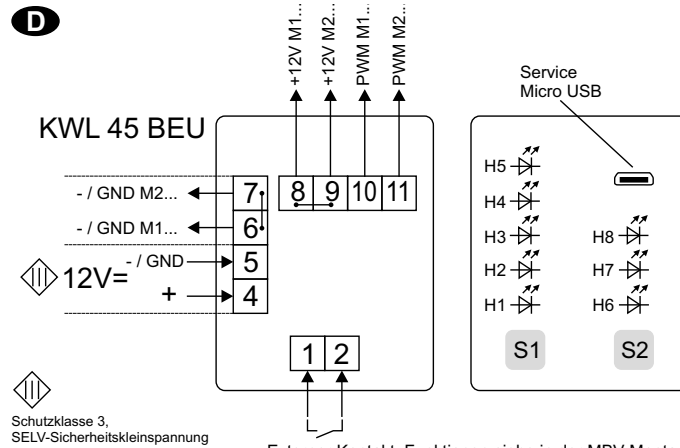 D
+12V M1...
+12V M2...
PWM M1...
PWM M2...
Service
Micro USB
KWL 45 BEU
- / GND M2...
- / GND M1...
- / GND
12V=
+
7
6
5
4
8 9 10 11
1 2
H5
H4
H3
H2
H1
H8
H7
H6
S1
S2
Schutzklasse 3,
SELV-Sicherheitskleinspannung